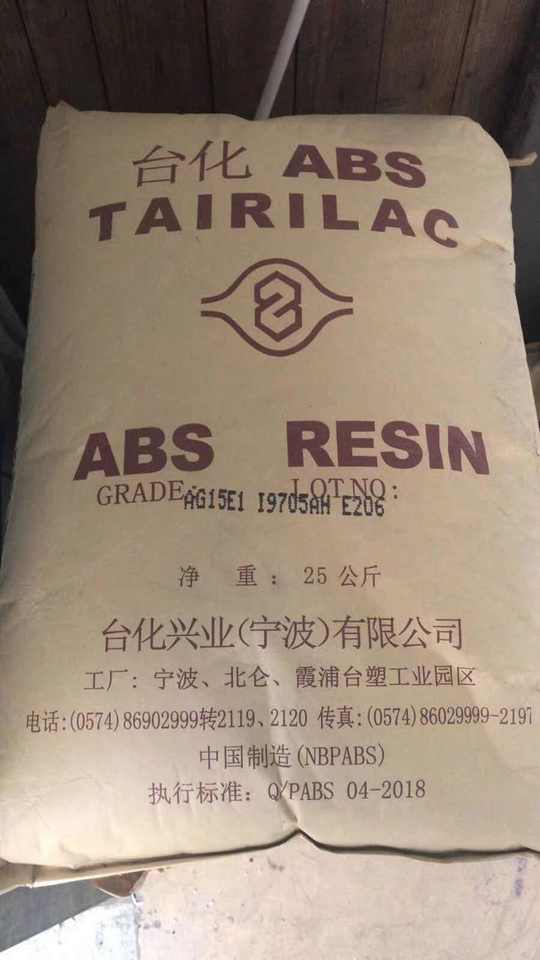 台化 ABS
TAIRILAC
ABS RESIN
GRADE: LOT NO:
AG15E1 I9705AH E206
净 重: 25公斤
台化兴业(宁波)有限公司
工厂: 宁波、北仑、霞浦台塑工业园区
电话:(0574)86902999转2119、2120 传真:(0574)86029999-2197
中国制造(NBPABS)
执行标准: Q/PABS 04-2018